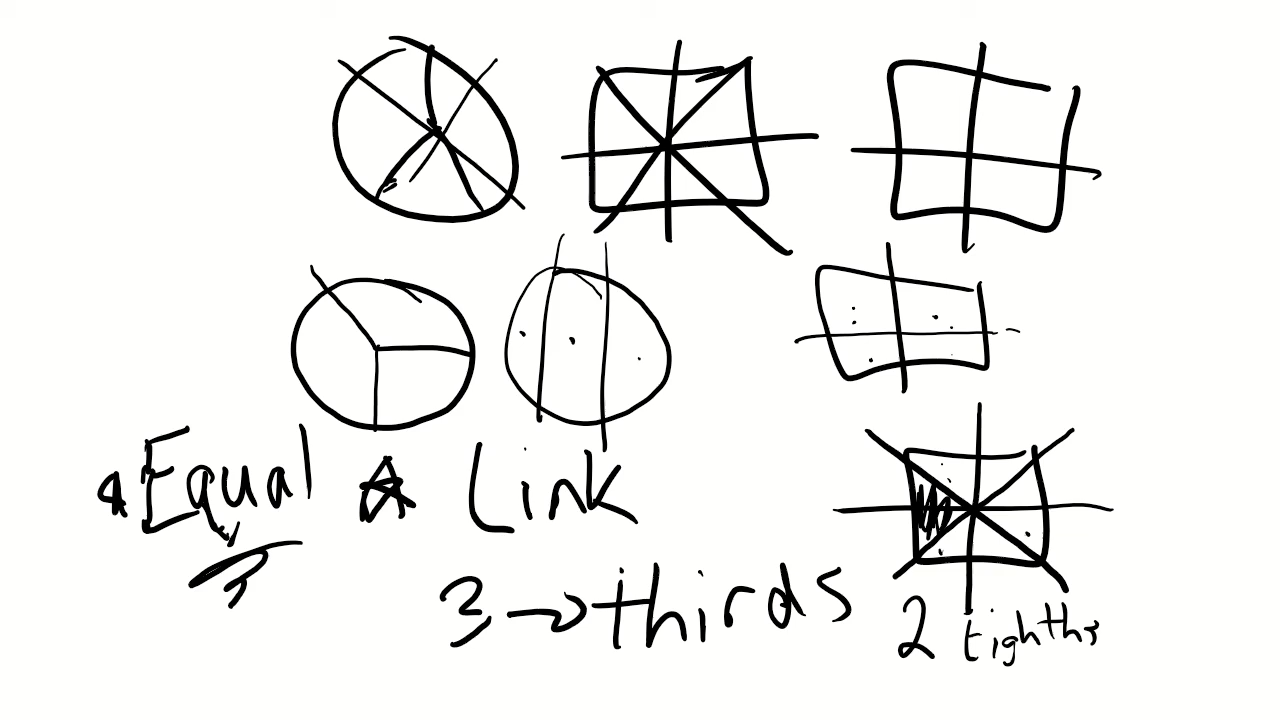 Equal ☆ Link
3 → thirds
2 eighths